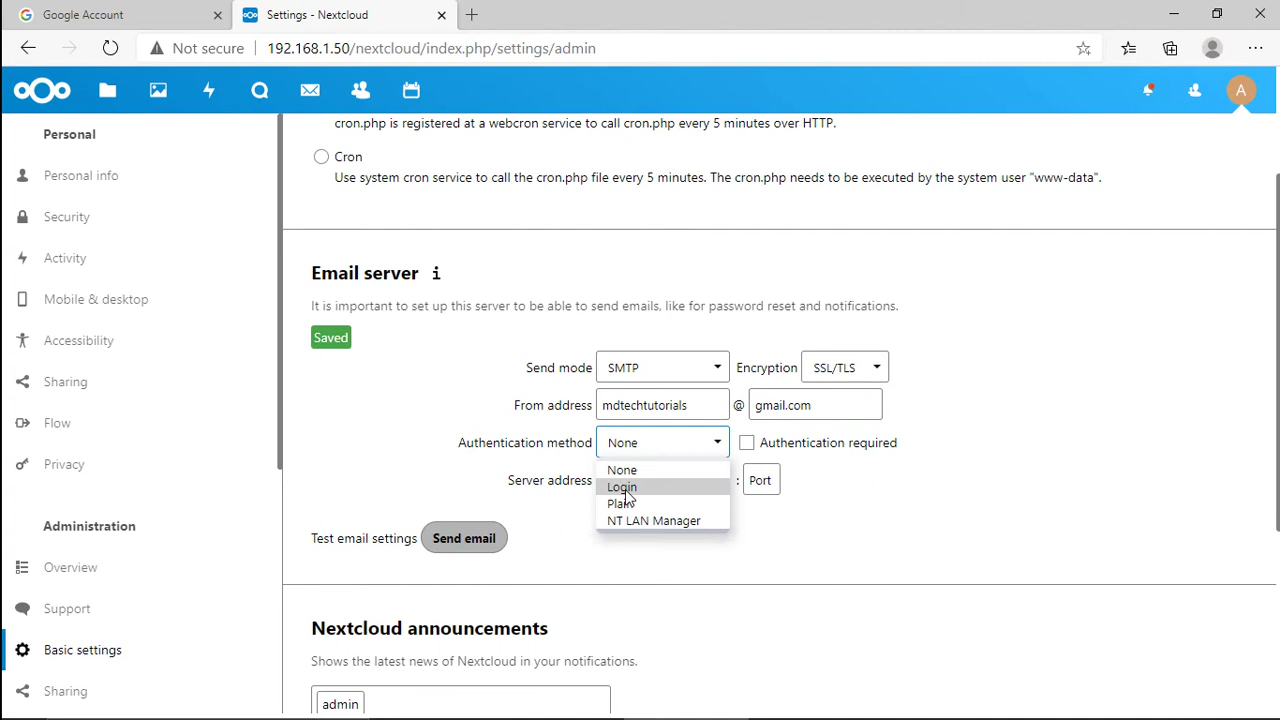 Google Account
Settings - Nextcloud
Not secure
192.168.1.50/nextcloud/index.php/settings/admin
A
Personal
Personal info
Security
Activity
Mobile & desktop
Accessibility
Sharing
Flow
Privacy
Administration
Overview
Support
Basic settings
Sharing
cron.php is registered at a webcron service to call cron.php every 5 minutes over HTTP.
Cron
Use system cron service to call the cron.php file every 5 minutes. The cron.php needs to be executed by the system user "www-data".
Email server
It is important to set up this server to be able to send emails, like for password reset and notifications.
Saved
Send mode SMTP Encryption SSL/TLS
From address mdtechtutorials @ gmail.com
Authentication method None Authentication required
None
Login
Plain
NT LAN Manager
Server address : Port
Test email settings Send email
Nextcloud announcements
Shows the latest news of Nextcloud in your notifications.
admin